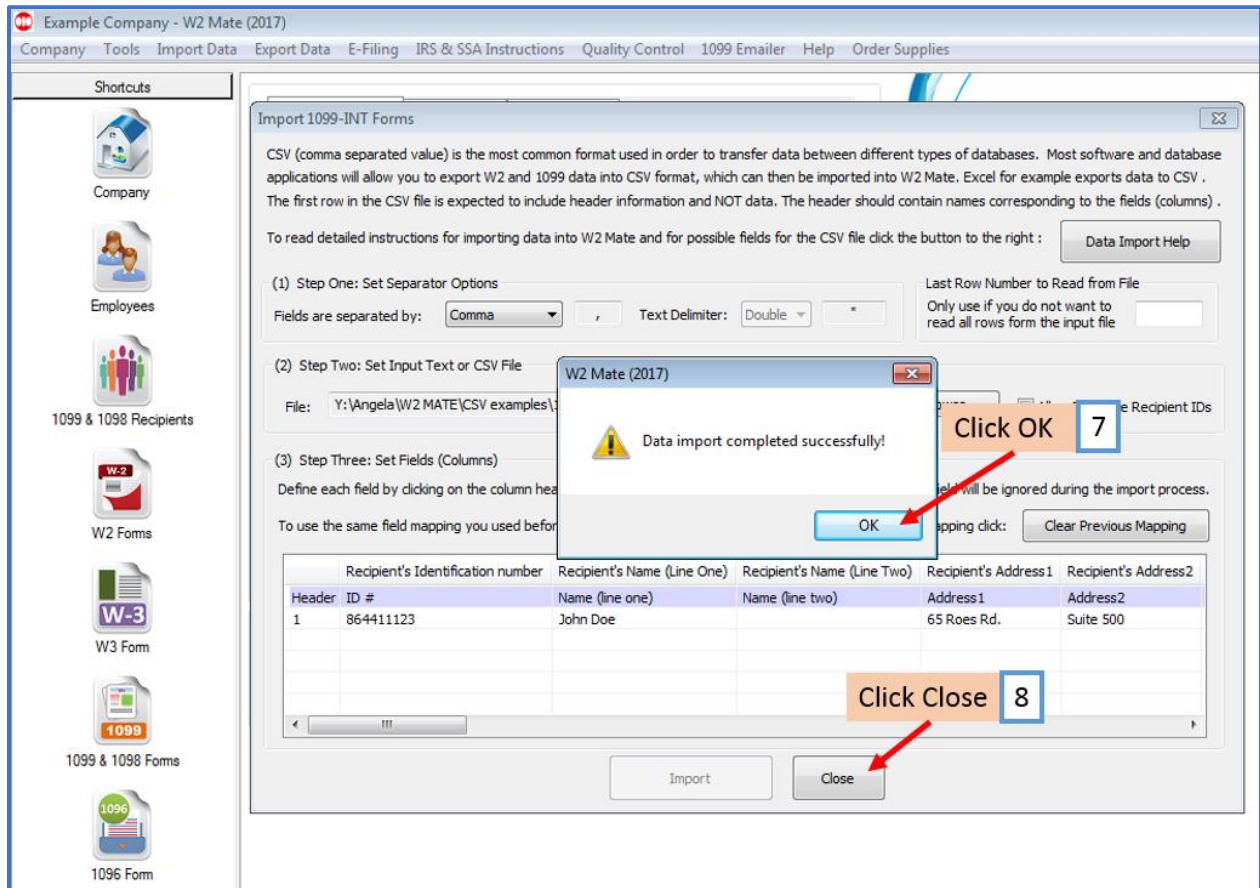 Example Company - W2 Mate (2017)
Company Tools Import Data Export Data E-Filing IRS & SSA Instructions Quality Control 1099 Emailer Help Order Supplies
Shortcuts
Company
Employees
1099 & 1098 Recipients
W-2
W2 Forms
W-3
W3 Form
1099
1099 & 1098 Forms
1096
1096 Form
Import 1099-INT Forms
CSV (comma separated value) is the most common format used in order to transfer data between different types of databases. Most software and database
applications will allow you to export W2 and 1099 data into CSV format, which can then be imported into W2 Mate. Excel for example exports data to CSV .
The first row in the CSV file is expected to include header information and NOT data. The header should contain names corresponding to the fields (columns) .
To read detailed instructions for importing data into W2 Mate and for possible fields for the CSV file click the button to the right : Data Import Help
(1) Step One: Set Separator Options
Fields are separated by: Comma , Text Delimiter: Double "
Last Row Number to Read from File
Only use if you do not want to
read all rows form the input file
(2) Step Two: Set Input Text or CSV File
File: Y:\Angela\W2 MATE\CSV examples\
Recipient IDs
W2 Mate (2017)
Data import completed successfully!
OK
Click OK 7
(3) Step Three: Set Fields (Columns)
Define each field by clicking on the column field will be ignored during the import process.
To use the same field mapping you used click: Clear Previous Mapping
Recipient's Identification number Recipient's Name (Line One) Recipient's Name (Line Two) Recipient's Address1 Recipient's Address2
Header ID # Name (line one) Name (line two) Address1 Address2
1 864411123 John Doe 65 Roes Rd. Suite 500
Click Close 8
Import Close